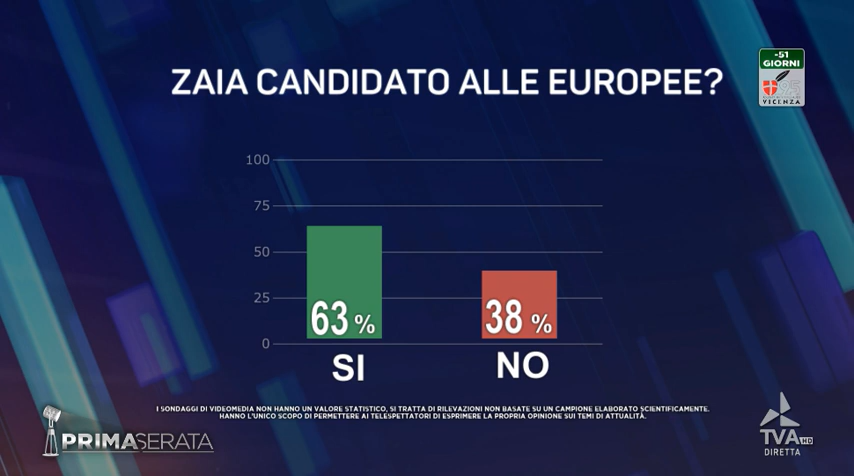 ZAIA CANDIDATO ALLE EUROPEE?
-51
GIORNI
VICENZA
100
75
50
25
0
63 %
38 %
SI
NO
I SONDAGGI DI VIDEOMEDIA NON HANNO UN VALORE STATISTICO, SI TRATTA DI RILEVAZIONI NON BASATE SU UN CAMPIONE ELABORATO SCIENTIFICAMENTE.
HANNO L'UNICO SCOPO DI PERMETTERE AI TELESPETTATORI DI ESPRIMERE LA PROPRIA OPINIONE SUI TEMI DI ATTUALITÀ.
PRIMASERATA
TVA HD
DIRETTA